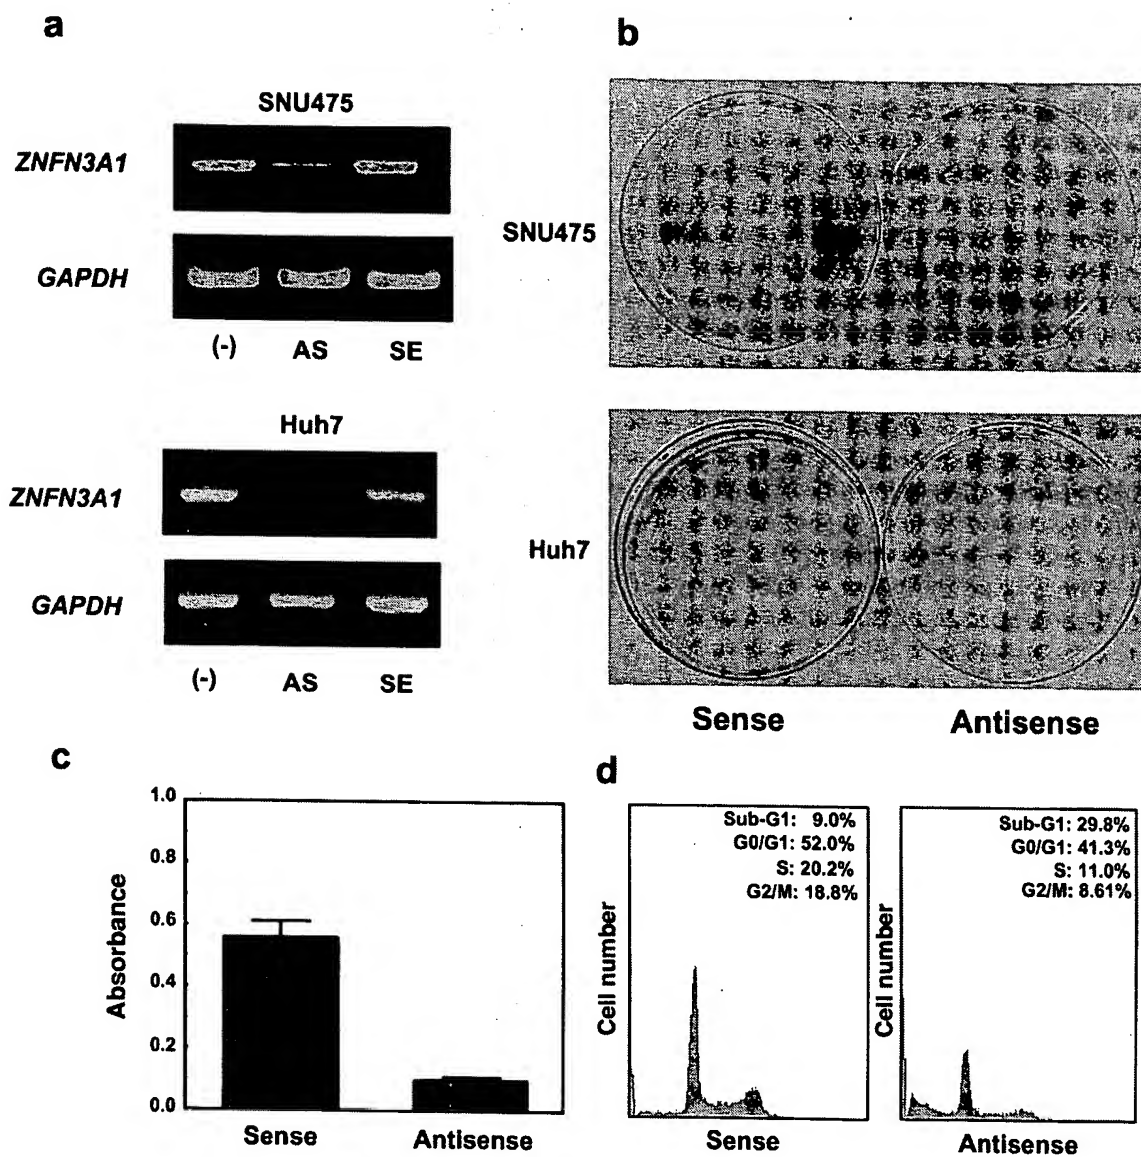 a
SNU475
ZNFN3A1
GAPDH
(-) AS SE
Huh7
ZNFN3A1
GAPDH
(-) AS SE
b
SNU475
Huh7
Sense Antisense
c
1.0
0.8
0.6
0.4
0.2
0.0
Absorbance
Sense Antisense
d
Sub-G1: 9.0%
G0/G1: 52.0%
S: 20.2%
G2/M: 18.8%
Cell number
Sense
Sub-G1: 29.8%
G0/G1: 41.3%
S: 11.0%
G2/M: 8.61%
Cell number
Antisense